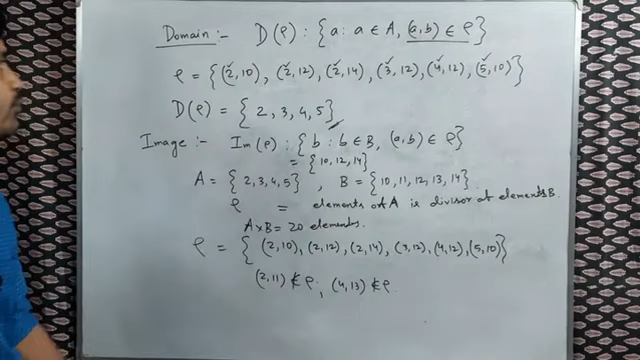 Domain :- D(ρ) : {a : a ∈ A, (a,b) ∈ ρ}
ρ = {(2,10), (2,12), (2,14), (3,12), (4,12), (5,10)}
D(ρ) = {2, 3, 4, 5}
Image :- Im(ρ) : {b : b ∈ B, (a,b) ∈ ρ}
= {10, 12, 14}
A = {2,3,4,5} , B = {10, 11, 12, 13, 14}
ρ = elements of A is divisor of elements B.
A×B = 20 elements.
ρ = {(2,10), (2,12), (2,14), (3,12), (4,12), (5,10)}
(2,11) ∉ ρ ; (4,13) ∉ ρ